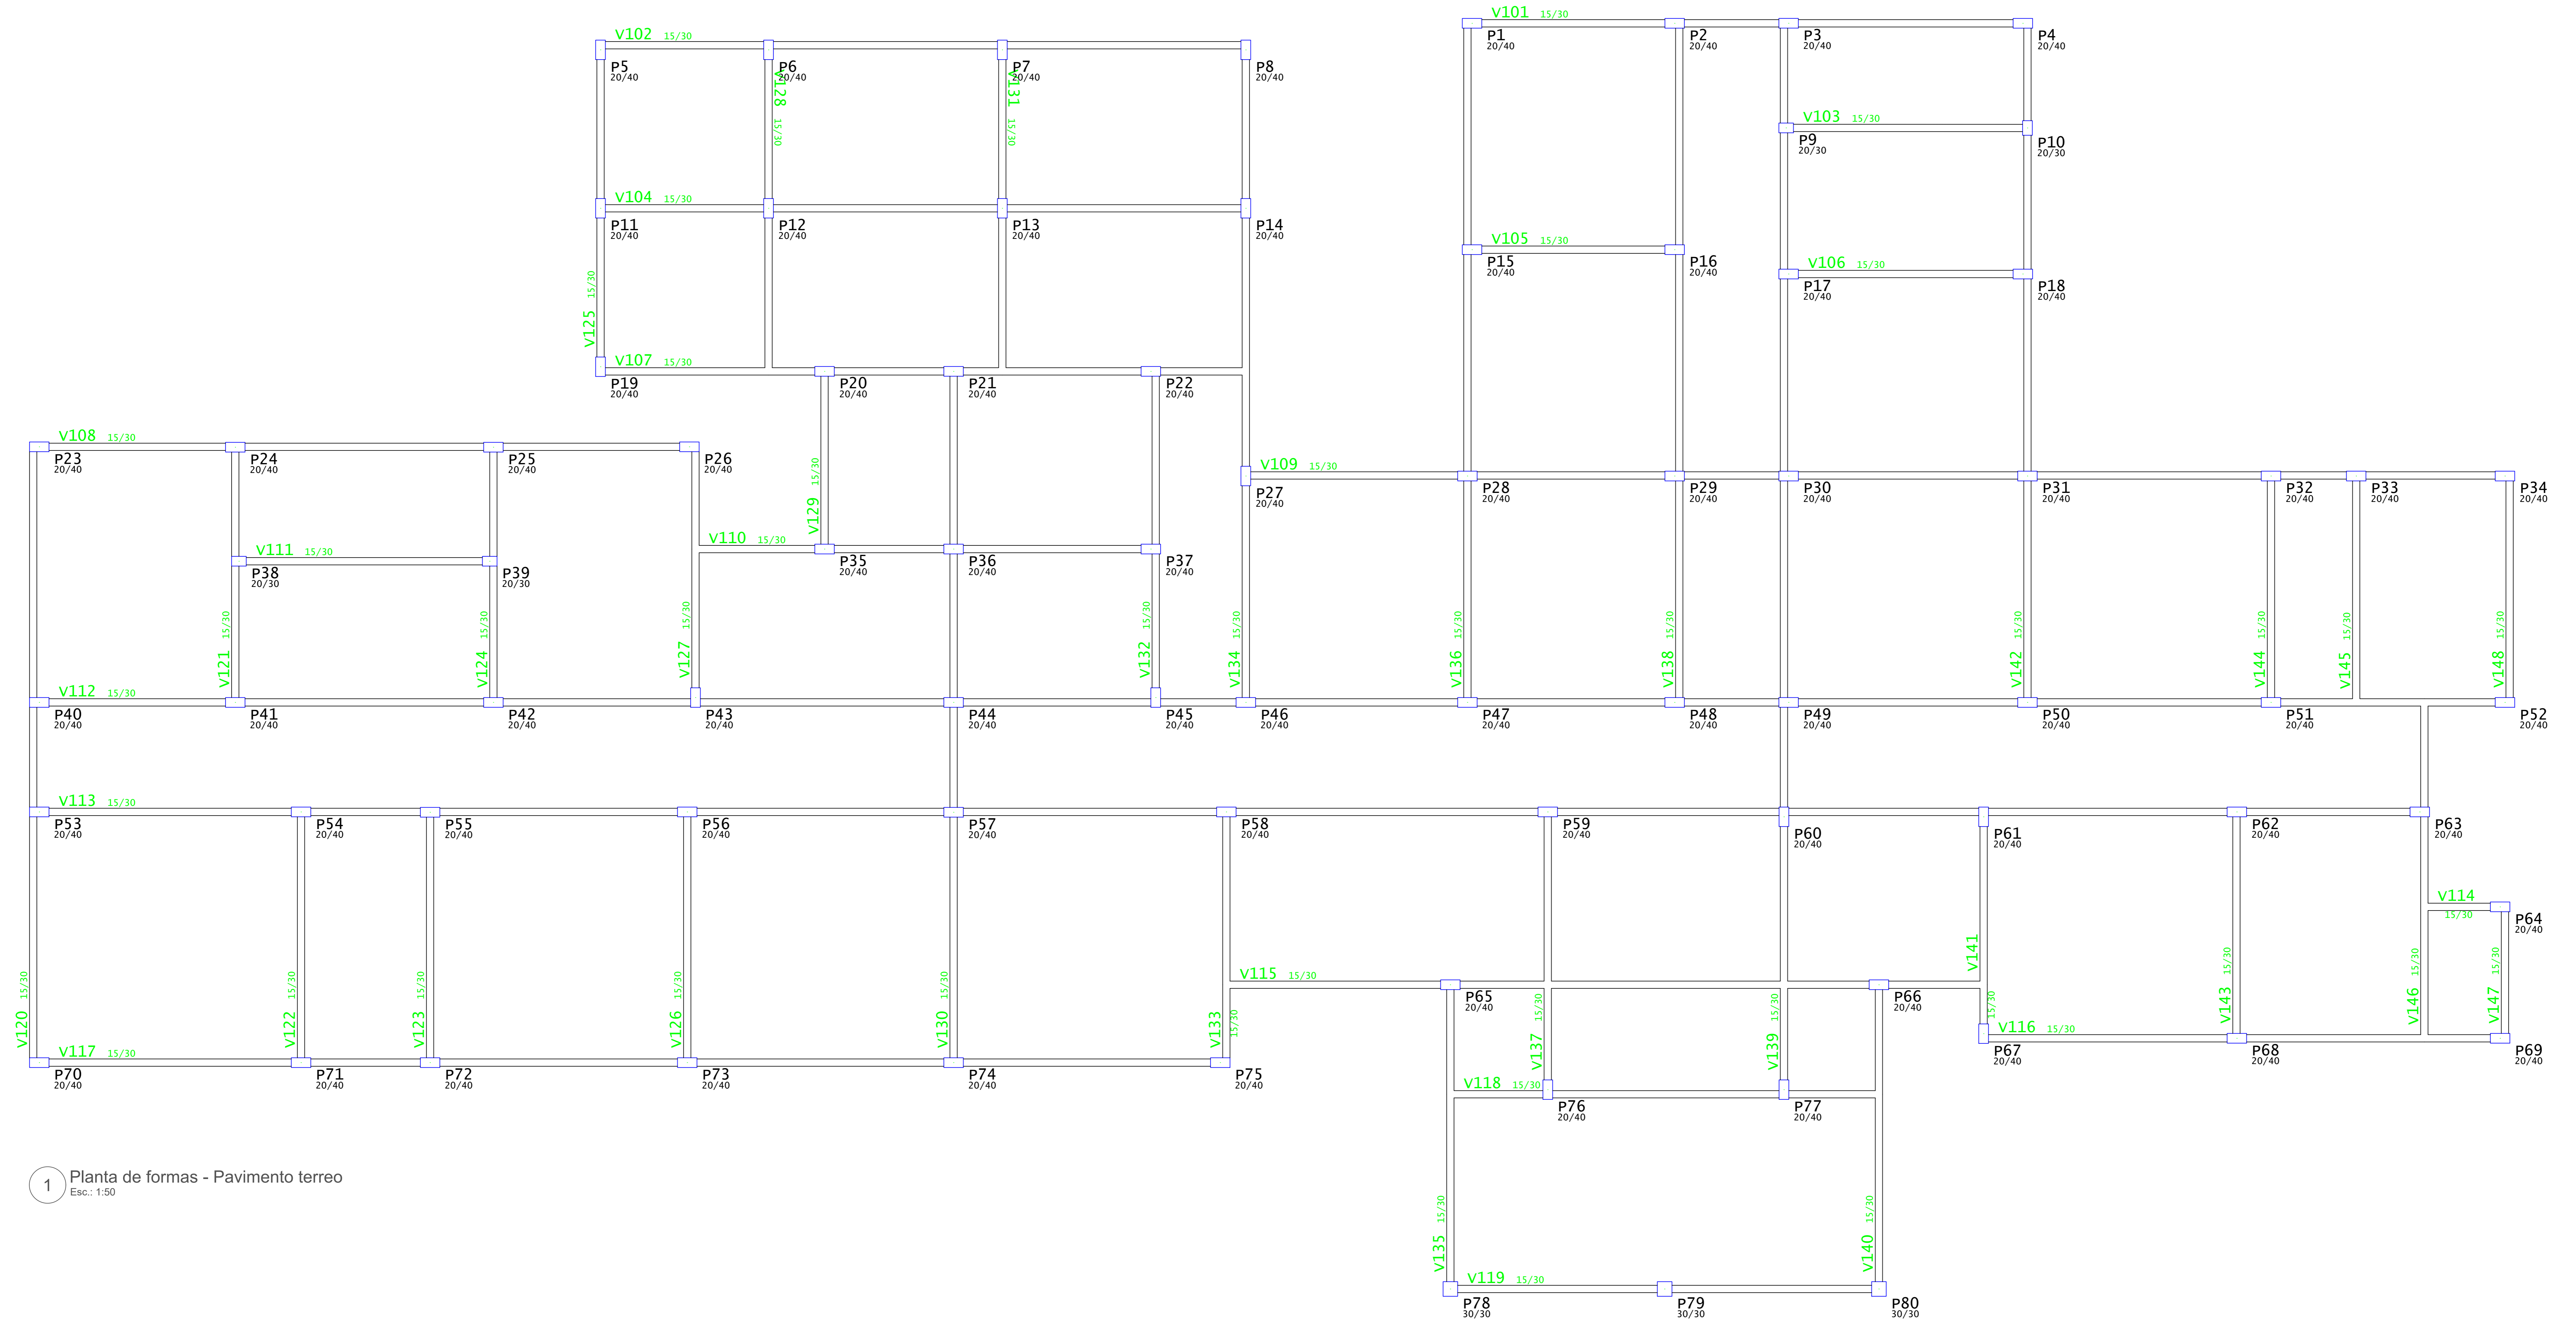 V101 15/30
P1
20/40
P2
20/40
P3
20/40
P4
20/40
V102 15/30
P5
20/40
P6
20/40
P7
20/40
P8
20/40
V128 15/30
V131 15/30
V103 15/30
P9
20/30
P10
20/30
V104 15/30
P11
20/40
P12
20/40
P13
20/40
P14
20/40
V105 15/30
P15
20/40
P16
20/40
V106 15/30
P17
20/40
P18
20/40
V125 15/30
V107 15/30
P19
20/40
P20
20/40
P21
20/40
P22
20/40
V108 15/30
P23
20/40
P24
20/40
P25
20/40
P26
20/40
V129 15/30
V109 15/30
P27
20/40
P28
20/40
P29
20/40
P30
20/40
P31
20/40
P32
20/40
P33
20/40
P34
20/40
V110 15/30
P35
20/40
P36
20/40
P37
20/40
V111 15/30
P38
20/30
P39
20/30
V121 15/30
V124 15/30
V127 15/30
V132 15/30
V134 15/30
V136 15/30
V138 15/30
V142 15/30
V144 15/30
V145 15/30
V148 15/30
V112 15/30
P40
20/40
P41
20/40
P42
20/40
P43
20/40
P44
20/40
P45
20/40
P46
20/40
P47
20/40
P48
20/40
P49
20/40
P50
20/40
P51
20/40
P52
20/40
V113 15/30
P53
20/40
P54
20/40
P55
20/40
P56
20/40
P57
20/40
P58
20/40
P59
20/40
P60
20/40
P61
20/40
P62
20/40
P63
20/40
V114
15/30
P64
20/40
V115 15/30
P65
20/40
P66
20/40
V120 15/30
V122 15/30
V123 15/30
V126 15/30
V130 15/30
V133 15/30
V137 15/30
V139 15/30
V141 15/30
V143 15/30
V146 15/30
V147 15/30
V116 15/30
P67
20/40
P68
20/40
P69
20/40
V117 15/30
P70
20/40
P71
20/40
P72
20/40
P73
20/40
P74
20/40
P75
20/40
V118 15/30
P76
20/40
P77
20/40
1 Planta de formas - Pavimento terreo
Esc.: 1:50
V135 15/30
V140 15/30
V119 15/30
P78
30/30
P79
30/30
P80
30/30